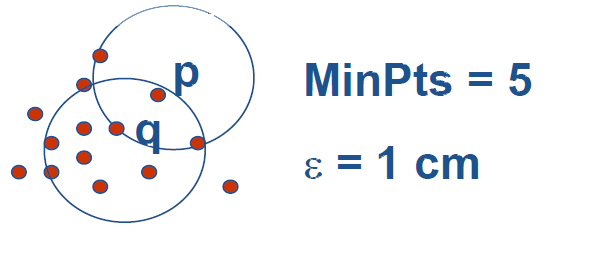 p
MinPts = 5
q
ε = 1 cm